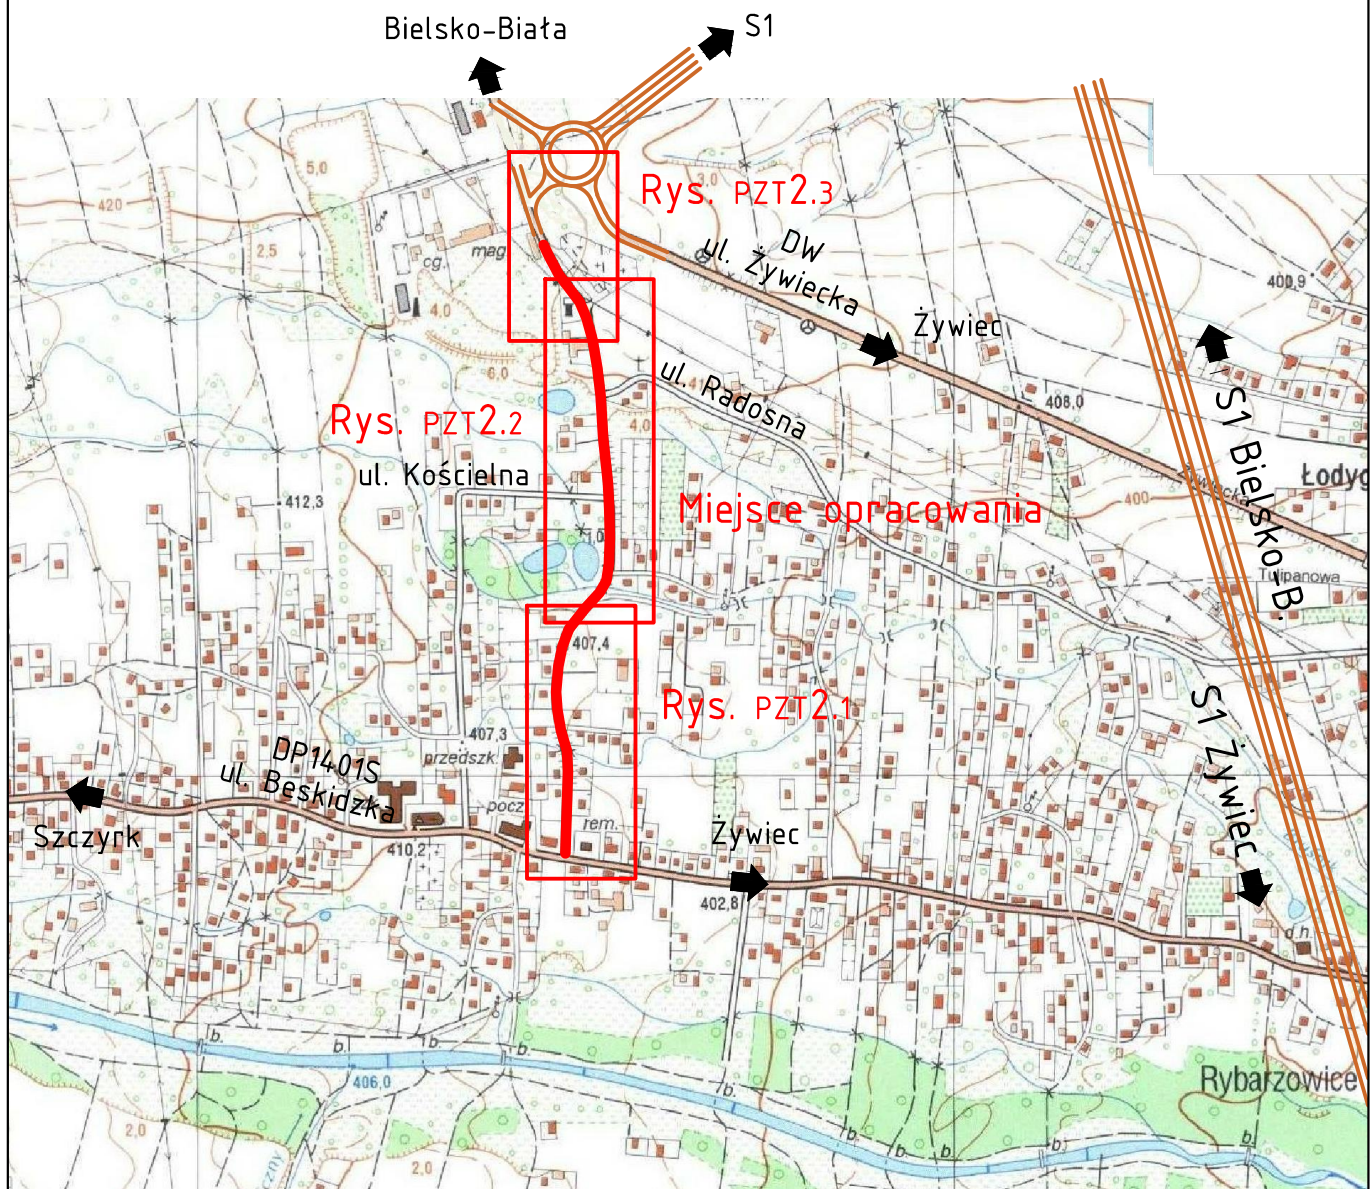 Bielsko-Biała
S1
5,0
420
3.0
Rys. PZT2.3
2,5
mag.
cg.
DW
ul. Żywiecka
400,9
4,0
Żywiec
6,0
ul. Radosna
408,0
Rys. PZT2.2
4,0
S1 Bielsko-B.
ul. Kościelna
412,3
Miejsce opracowania
400
Łodyg
Tulipanowa
407,4
Rys. PZT2.1
S1 Żywiec
407,3
przedszk.
DP1401S
ul. Beskidzka
pocz.
rem.
Żywiec
Szczyrk
410,2
402,8
d.h.
b.
b.
b.
b.
406,0
b.
Rybarzowice
2,0
2,0
b.
b.
b.
b.
b.